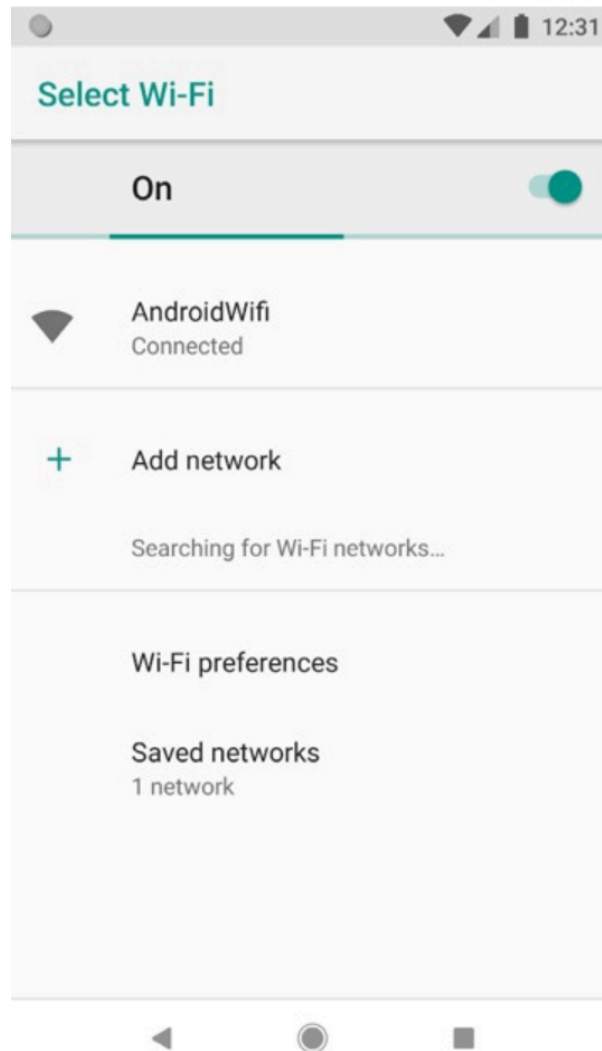 12:31
Select Wi-Fi
On
AndroidWifi
Connected
Add network
Searching for Wi-Fi networks...
Wi-Fi preferences
Saved networks
1 network